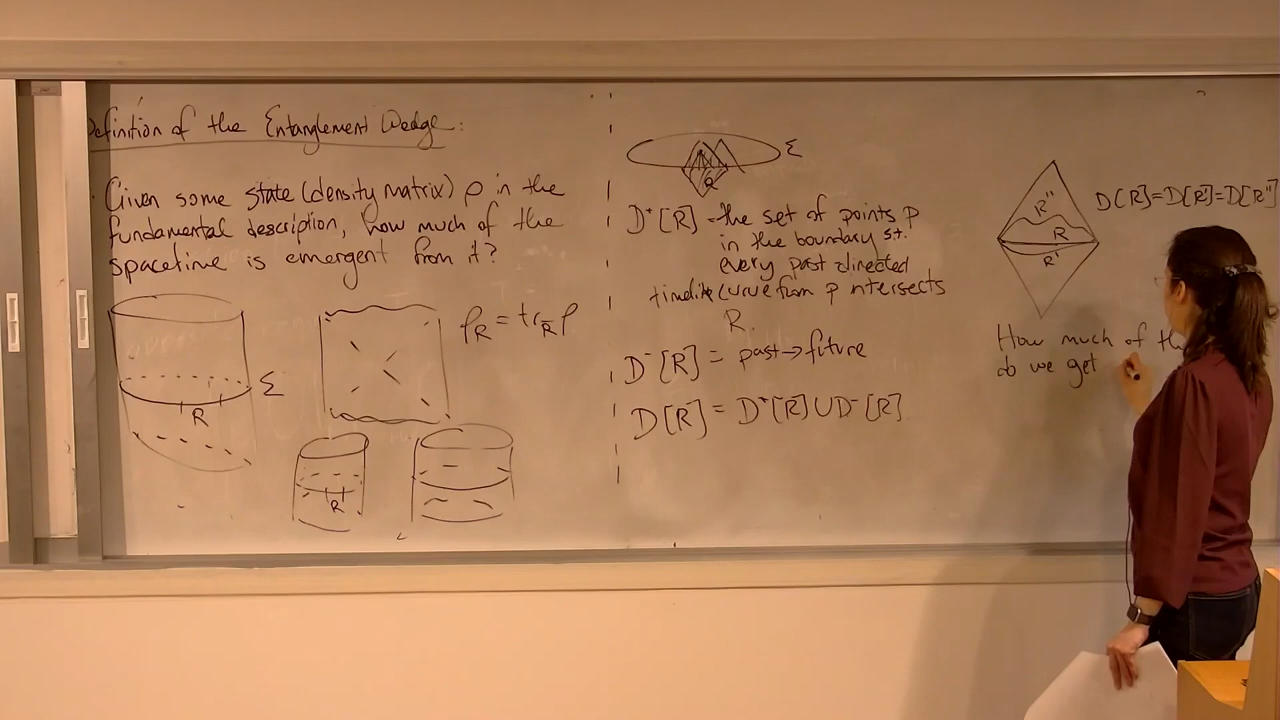 Definition of the Entanglement Wedge:
Given some state (density matrix) ρ in the
fundamental description, how much of the
spacetime is emergent from it?
Σ
R
ρ_R = tr_R̄ ρ
R
Σ
R
D⁺[R] = the set of points p
in the boundary s.t.
every past directed
timelike curve from p intersects
R.
D⁻[R] = past → future
D[R] = D⁺[R] ∪ D⁻[R]
R''
R
R'
D[R]=D[R']=D[R'']
How much of th
do we get